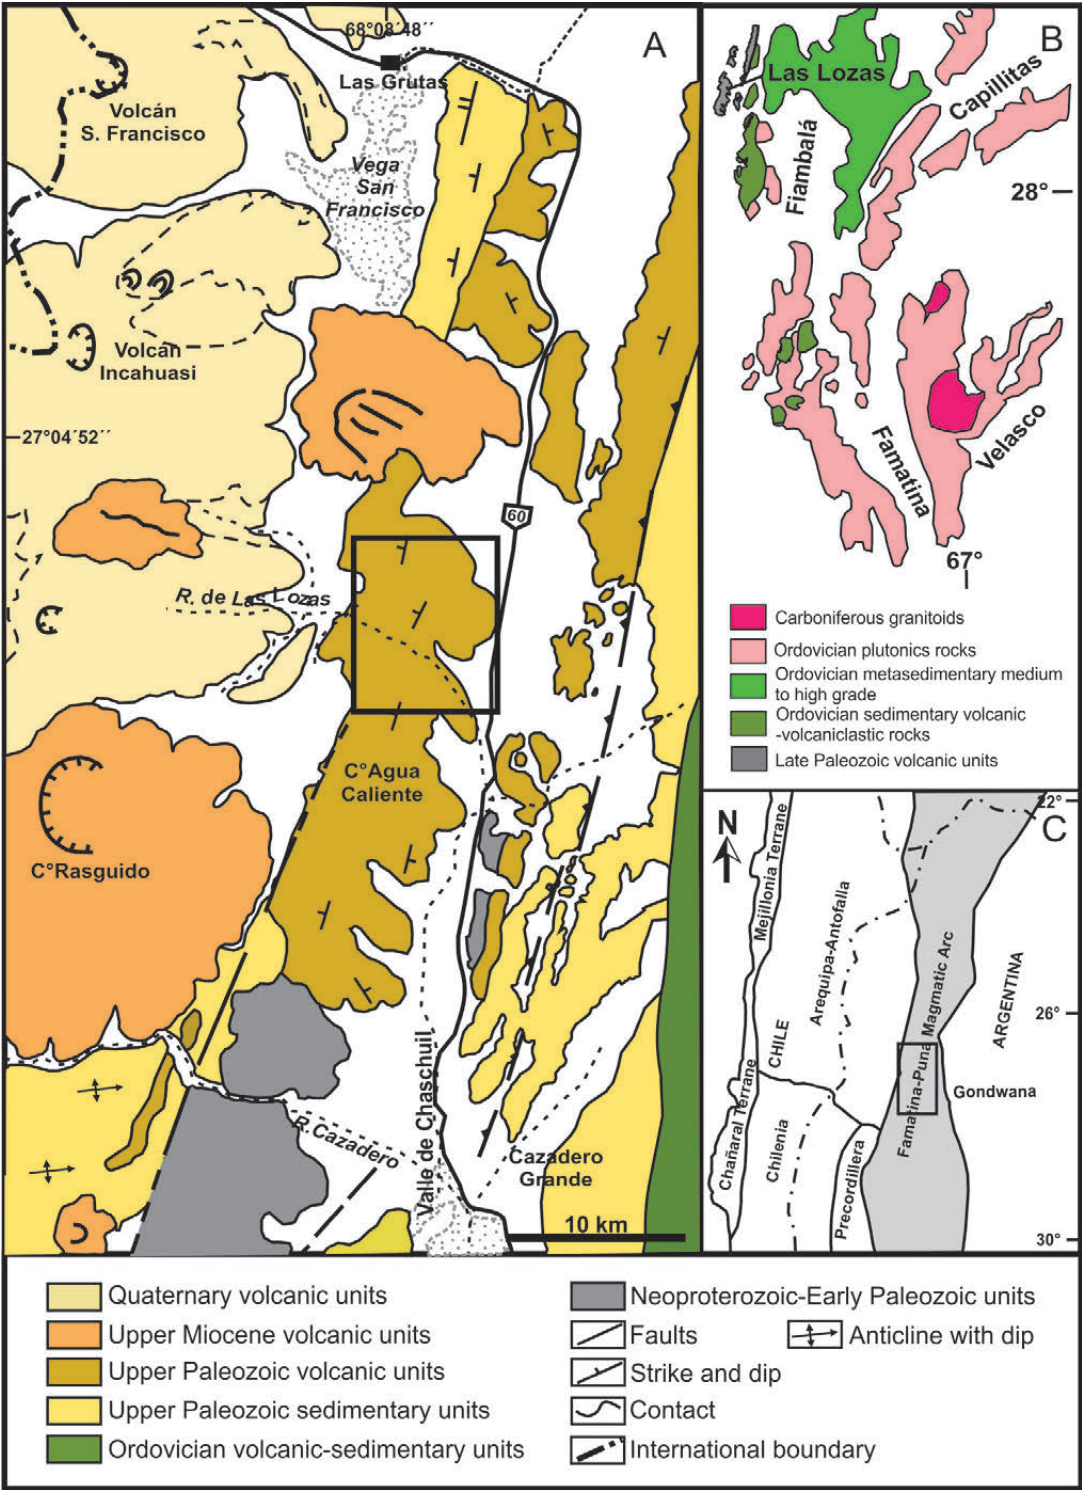 A
68°08´48´´
Las Grutas
Volcán
S. Francisco
Vega
San
Francisco
Volcán
Incahuasi
27°04´52´´
60
R. de Las Lozas
C°Agua
Caliente
C°Rasguido
Valle de Chaschuil
R. Cazadero
Cazadero
Grande
10 km
B
Las Lozas
Capillitas
Fiambalá
28°
Famatina
Velasco
67°
Carboniferous granitoids
Ordovician plutonics rocks
Ordovician metasedimentary medium
to high grade
Ordovician sedimentary volcanic
-volcaniclastic rocks
Late Paleozoic volcanic units
22°
C
N
Mejillonia Terrane
Arequipa-Antofalla
Famatina-Puna Magmatic Arc
ARGENTINA
26°
CHILE
Gondwana
Chañaral Terrane
Chilenia
Precordillera
30°
Quaternary volcanic units
Upper Miocene volcanic units
Upper Paleozoic volcanic units
Upper Paleozoic sedimentary units
Ordovician volcanic-sedimentary units
Neoproterozoic-Early Paleozoic units
Faults
Anticline with dip
Strike and dip
Contact
International boundary